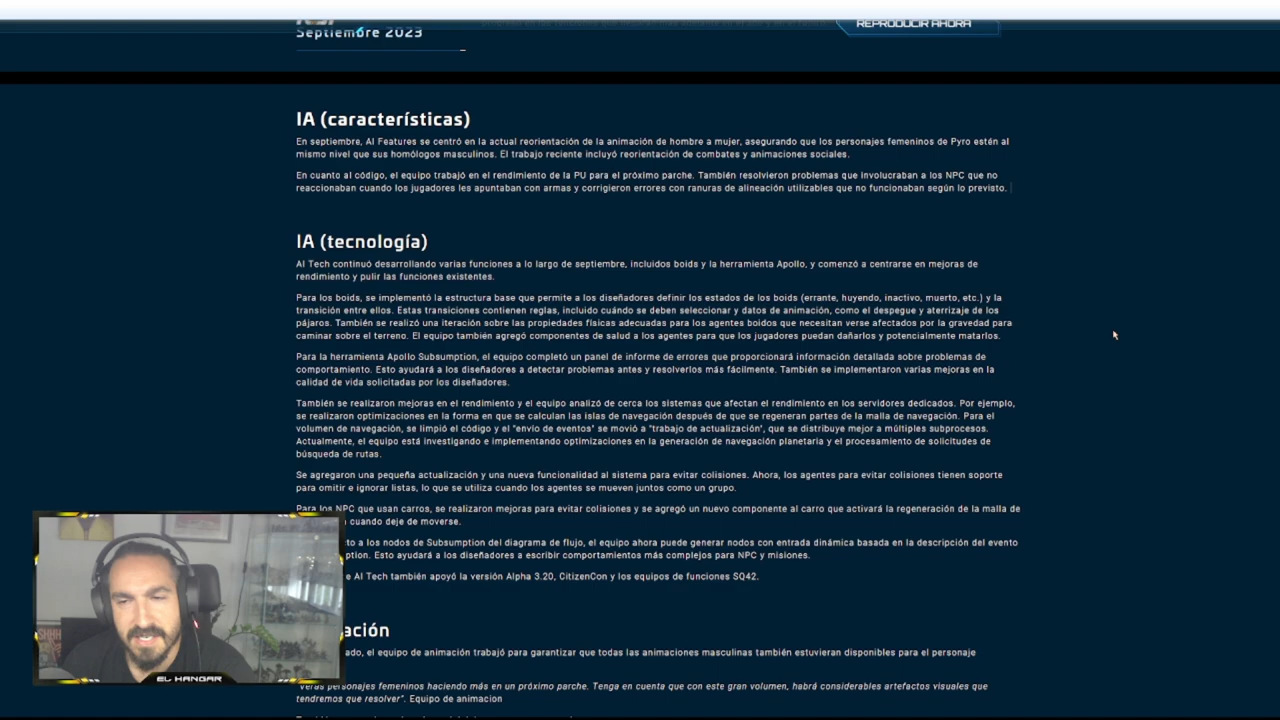 Septiembre 2023
REPRODUCIR AHORA
IA (características)
En septiembre, AI Features se centró en la actual reorientación de la animación de hombre a mujer, asegurando que los personajes femeninos de Pyro estén al
mismo nivel que sus homólogos masculinos. El trabajo reciente incluyó reorientación de combates y animaciones sociales.
En cuanto al código, el equipo trabajó en el rendimiento de la PU para el próximo parche. También resolvieron problemas que involucraban a los NPC que no
reaccionaban cuando los jugadores les apuntaban con armas y corrigieron errores con ranuras de alineación utilizables que no funcionaban según lo previsto.
IA (tecnología)
AI Tech continuó desarrollando varias funciones a lo largo de septiembre, incluidos boids y la herramienta Apollo, y comenzó a centrarse en mejoras de
rendimiento y pulir las funciones existentes.
Para los boids, se implementó la estructura base que permite a los diseñadores definir los estados de los boids (errante, huyendo, inactivo, muerto, etc.) y la
transición entre ellos. Estas transiciones contienen reglas, incluido cuándo se deben seleccionar y datos de animación, como el despegue y aterrizaje de los
pájaros. También se realizó una iteración sobre las propiedades físicas adecuadas para los agentes boidos que necesitan verse afectados por la gravedad para
caminar sobre el terreno. El equipo también agregó componentes de salud a los agentes para que los jugadores puedan dañarlos y potencialmente matarlos.
Para la herramienta Apollo Subsumption, el equipo completó un panel de informe de errores que proporcionará información detallada sobre problemas de
comportamiento. Esto ayudará a los diseñadores a detectar problemas antes y resolverlos más fácilmente. También se implementaron varias mejoras en la
calidad de vida solicitadas por los diseñadores.
También se realizaron mejoras en el rendimiento y el equipo analizó de cerca los sistemas que afectan el rendimiento en los servidores dedicados. Por ejemplo,
se realizaron optimizaciones en la forma en que se calculan las islas de navegación después de que se regeneran partes de la malla de navegación. Para el
volumen de navegación, se limpió el código y el "envío de eventos" se movió a "trabajo de actualización", que se distribuye mejor a múltiples subprocesos.
Actualmente, el equipo está investigando e implementando optimizaciones en la generación de navegación planetaria y el procesamiento de solicitudes de
búsqueda de rutas.
Se agregaron una pequeña actualización y una nueva funcionalidad al sistema para evitar colisiones. Ahora, los agentes para evitar colisiones tienen soporte
para omitir e ignorar listas, lo que se utiliza cuando los agentes se mueven juntos como un grupo.
Para los NPC que usan carros, se realizaron mejoras para evitar colisiones y se agregó un nuevo componente al carro que activará la regeneración de la malla de
cuando deje de moverse.
to a los nodos de Subsumption del diagrama de flujo, el equipo ahora puede generar nodos con entrada dinámica basada en la descripción del evento
ption. Esto ayudará a los diseñadores a escribir comportamientos más complejos para NPC y misiones.
e AI Tech también apoyó la versión Alpha 3.20, CitizenCon y los equipos de funciones SQ42.
ación
ado, el equipo de animación trabajó para garantizar que todas las animaciones masculinas también estuvieran disponibles para el personaje
"Verás personajes femeninos haciendo más en un próximo parche. Tenga en cuenta que con este gran volumen, habrá considerables artefactos visuales que
tendremos que resolver". Equipo de animacion
EL HANGAR